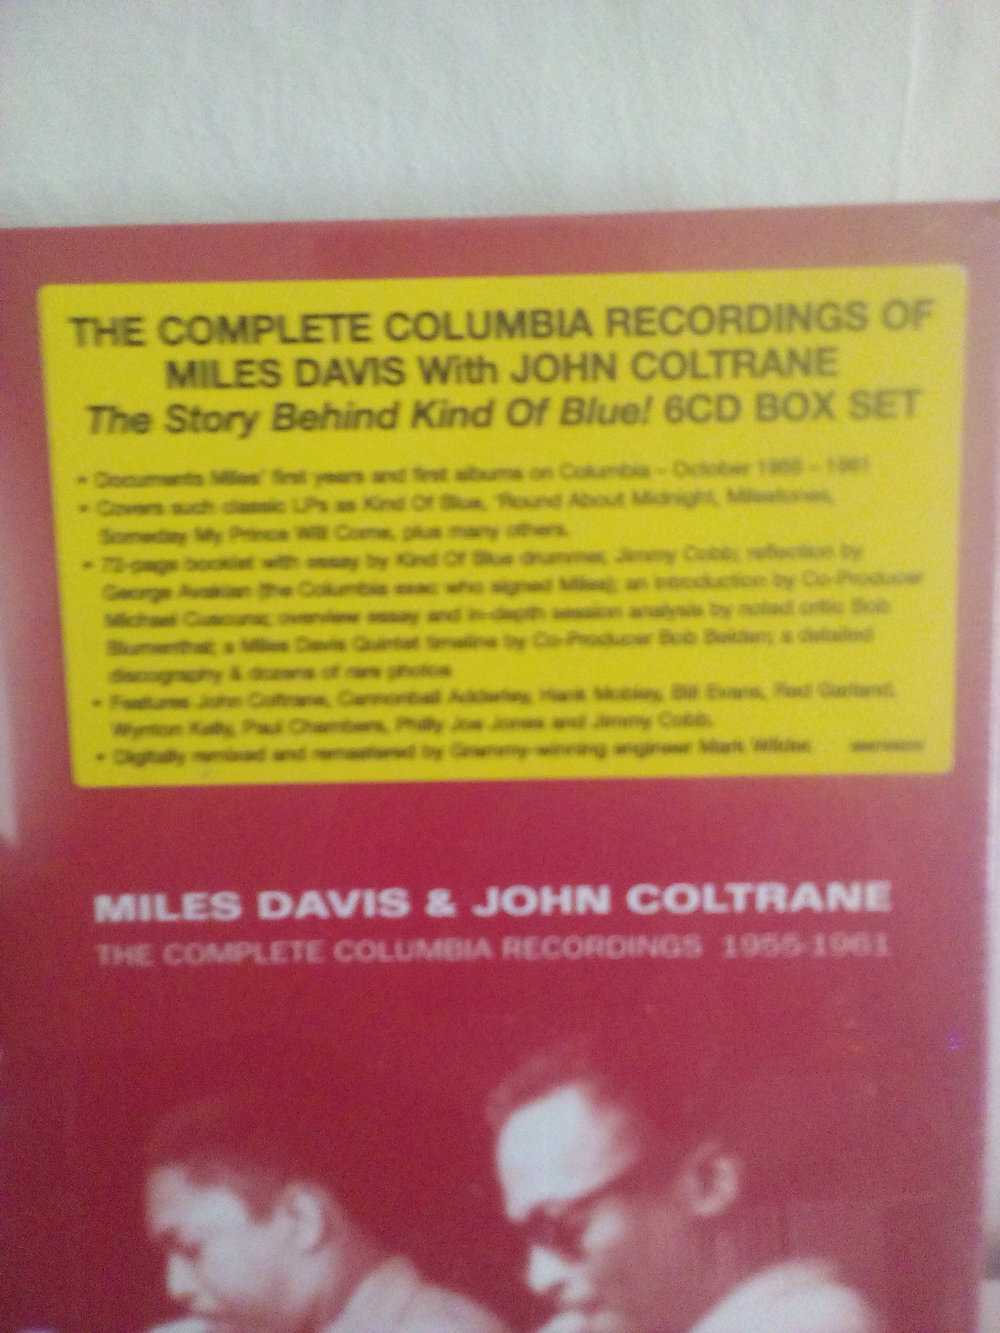 THE COMPLETE COLUMBIA RECORDINGS OF
MILES DAVIS With JOHN COLTRANE
The Story Behind Kind Of Blue! 6CD BOX SET
• Documents Miles' first years and first albums on Columbia – October 1955 – 1961
• Covers such classic LPs as Kind Of Blue, 'Round About Midnight, Milestones,
Someday My Prince Will Come, plus many others.
• 72-page booklet with essay by Kind Of Blue drummer, Jimmy Cobb; reflection by
George Avakian (the Columbia exec who signed Miles); an introduction by Co-Producer
Michael Cuscuna; overview essay and in-depth session analysis by noted critic Bob
Blumenthal; a Miles Davis Quintet timeline by Co-Producer Bob Belden; a detailed
discography & dozens of rare photos
• Features John Coltrane, Cannonball Adderley, Hank Mobley, Bill Evans, Red Garland,
Wynton Kelly, Paul Chambers, Philly Joe Jones and Jimmy Cobb.
• Digitally remixed and remastered by Grammy-winning engineer Mark Wilder.
MILES DAVIS & JOHN COLTRANE
THE COMPLETE COLUMBIA RECORDINGS 1955-1961